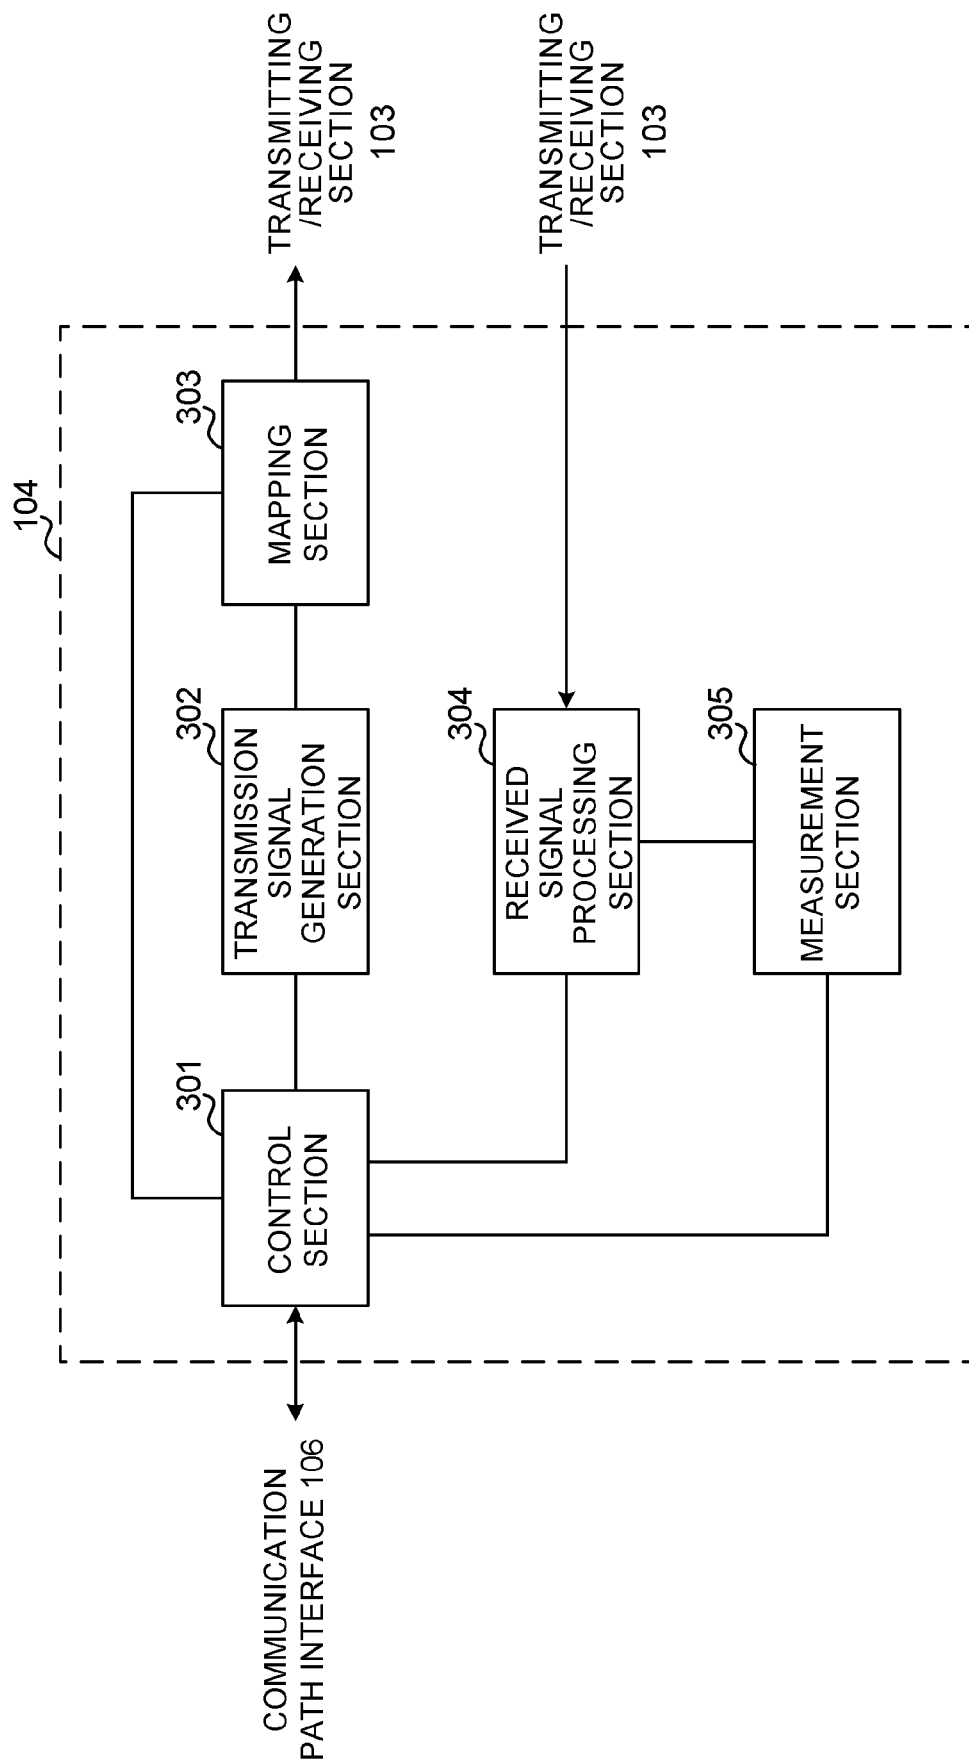 104
301
CONTROL
SECTION
302
TRANSMISSION
SIGNAL
GENERATION
SECTION
303
MAPPING
SECTION
TRANSMITTING
/RECEIVING
SECTION
103
COMMUNICATION
PATH INTERFACE 106
304
RECEIVED
SIGNAL
PROCESSING
SECTION
TRANSMITTING
/RECEIVING
SECTION
103
305
MEASUREMENT
SECTION